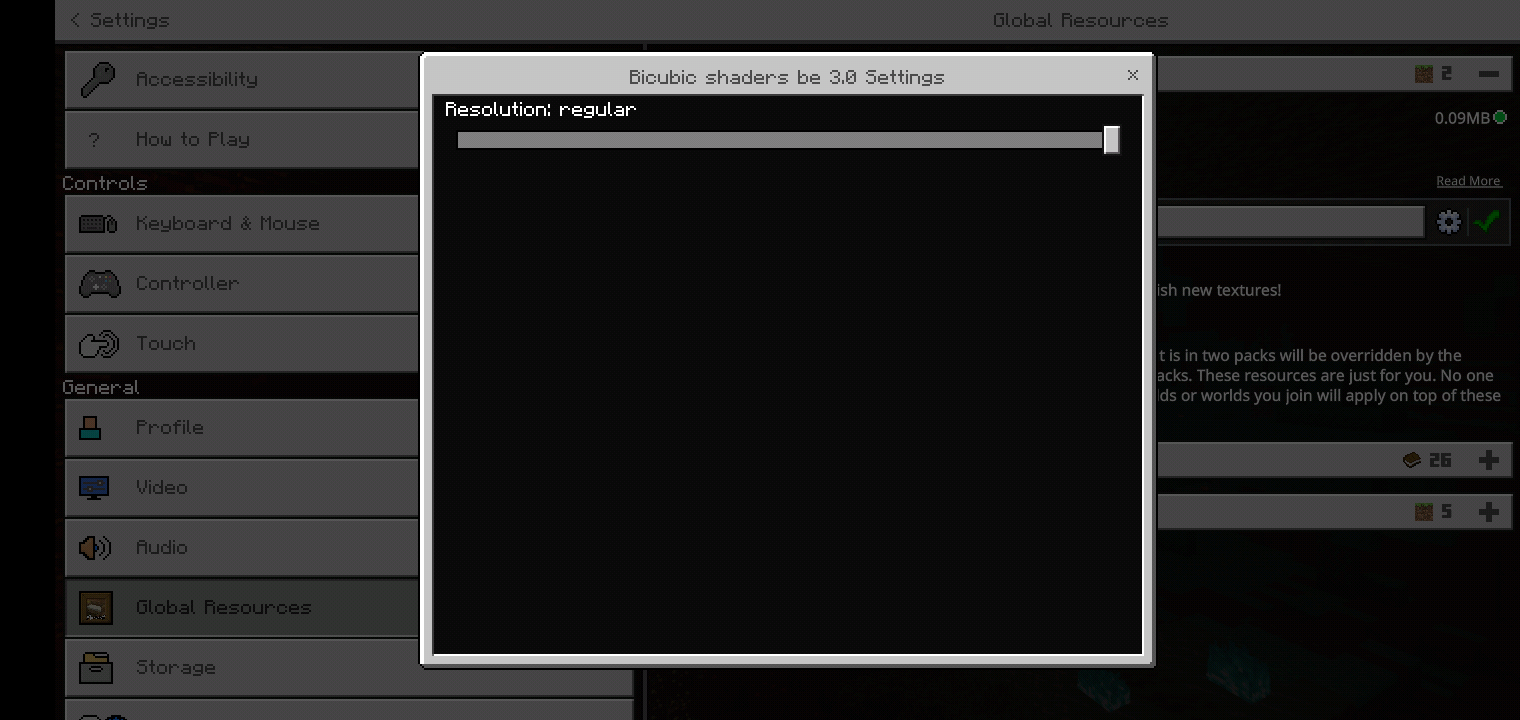 Settings
Global Resources
Accessibility
How to Play
Controls
Keyboard & Mouse
Controller
Touch
General
Profile
Video
Audio
Global Resources
Storage
Bicubic shaders be 3.0 Settings
Resolution: regular
2
0.09MB
Read More
ish new textures!
t is in two packs will be overridden by the
acks. These resources are just for you. No one
lds or worlds you join will apply on top of these
26
5